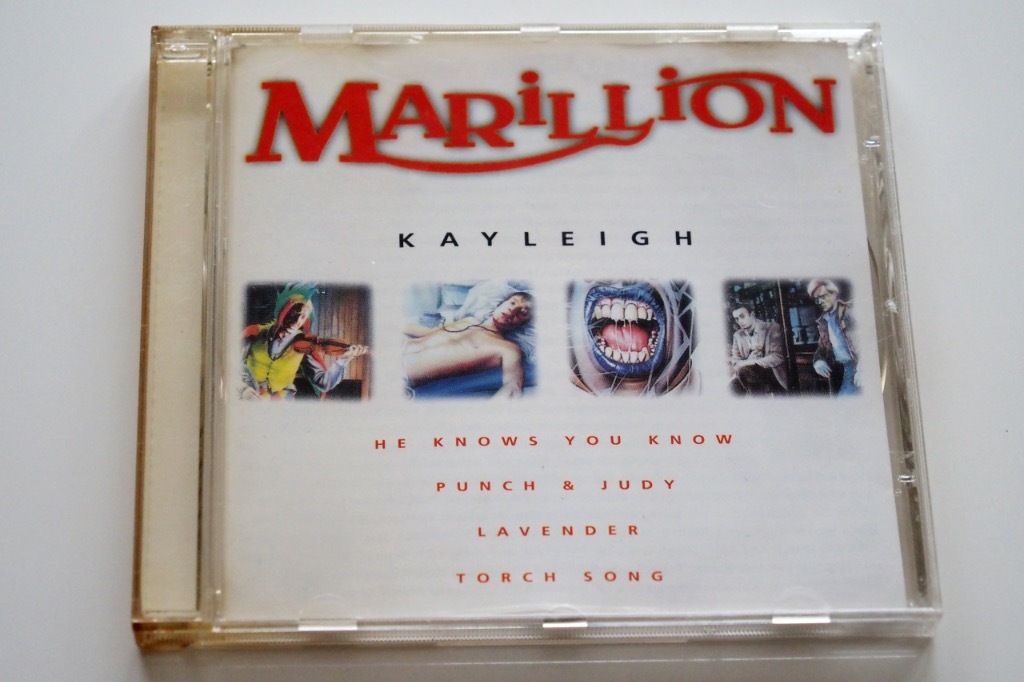 MARiLLiON
KAYLEIGH
HE KNOWS YOU KNOW
PUNCH & JUDY
LAVENDER
TORCH SONG